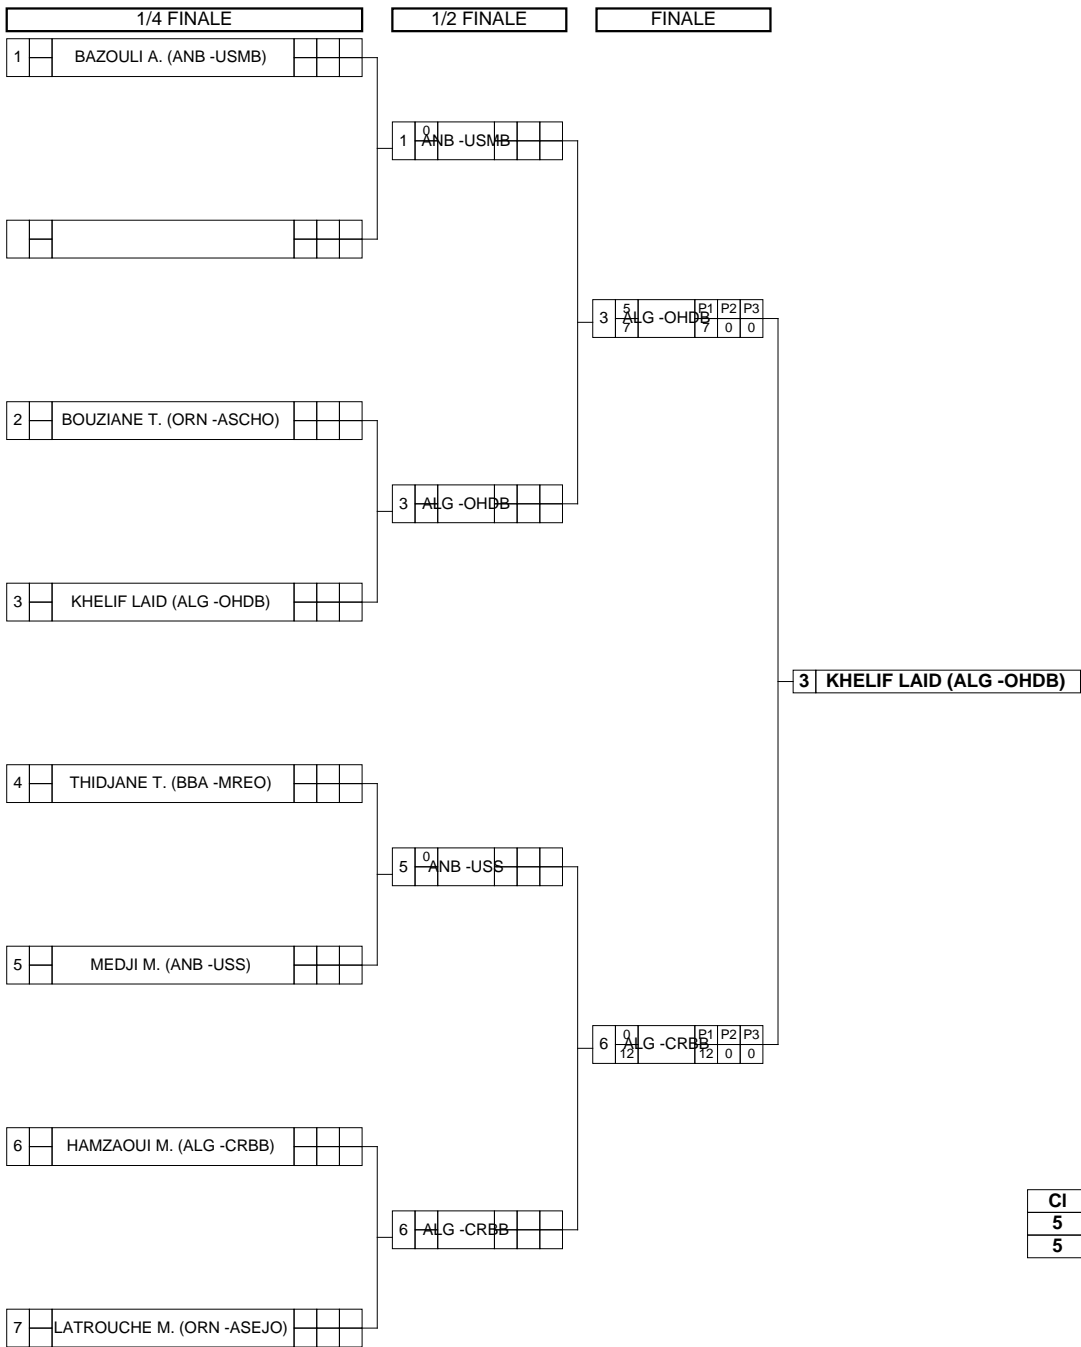 1/4 FINALE 1/2 FINALE FINALE
1 BAZOULI A. (ANB -USMB)
0
1 ANB -USMB
5 P1 P2 P3
3 ALG -OHDB
7 7 0 0
2 BOUZIANE T. (ORN -ASCHO)
3 ALG -OHDB
3 KHELIF LAID (ALG -OHDB)
3 KHELIF LAID (ALG -OHDB)
4 THIDJANE T. (BBA -MREO)
0
5 ANB -USS
5 MEDJI M. (ANB -USS)
0 P1 P2 P3
6 ALG -CRBB
12 12 0 0
6 HAMZAOUI M. (ALG -CRBB)
6 ALG -CRBB
Cl
5
5
7 LATROUCHE M. (ORN -ASEJO)